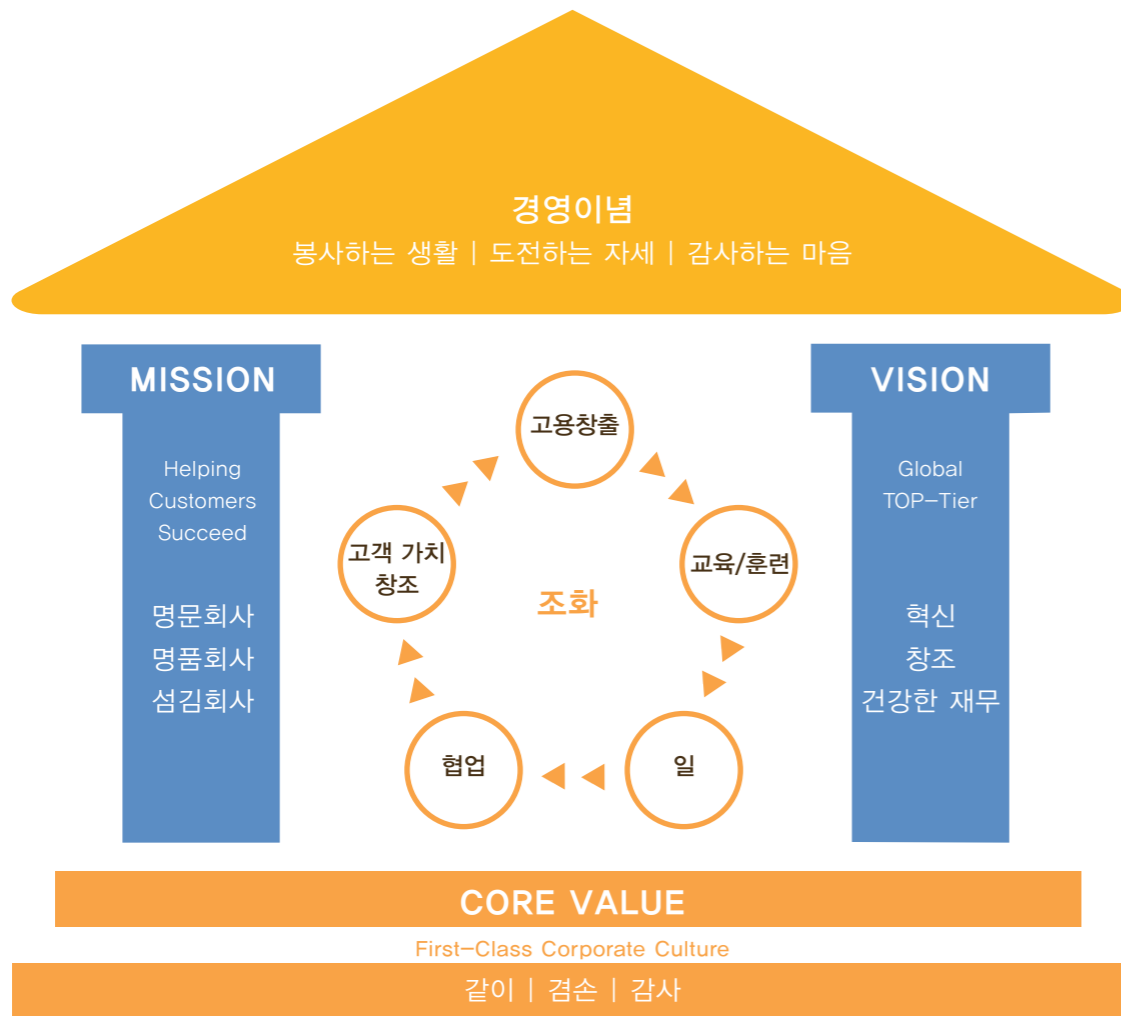 경영이념
봉사하는 생활 | 도전하는 자세 | 감사하는 마음
MISSION
Helping
Customers
Succeed
명문회사
명품회사
섬김회사
고용창출
교육/훈련
일
협업
고객 가치
창조
조화
VISION
Global
TOP-Tier
혁신
창조
건강한 재무
CORE VALUE
First-Class Corporate Culture
같이 | 겸손 | 감사